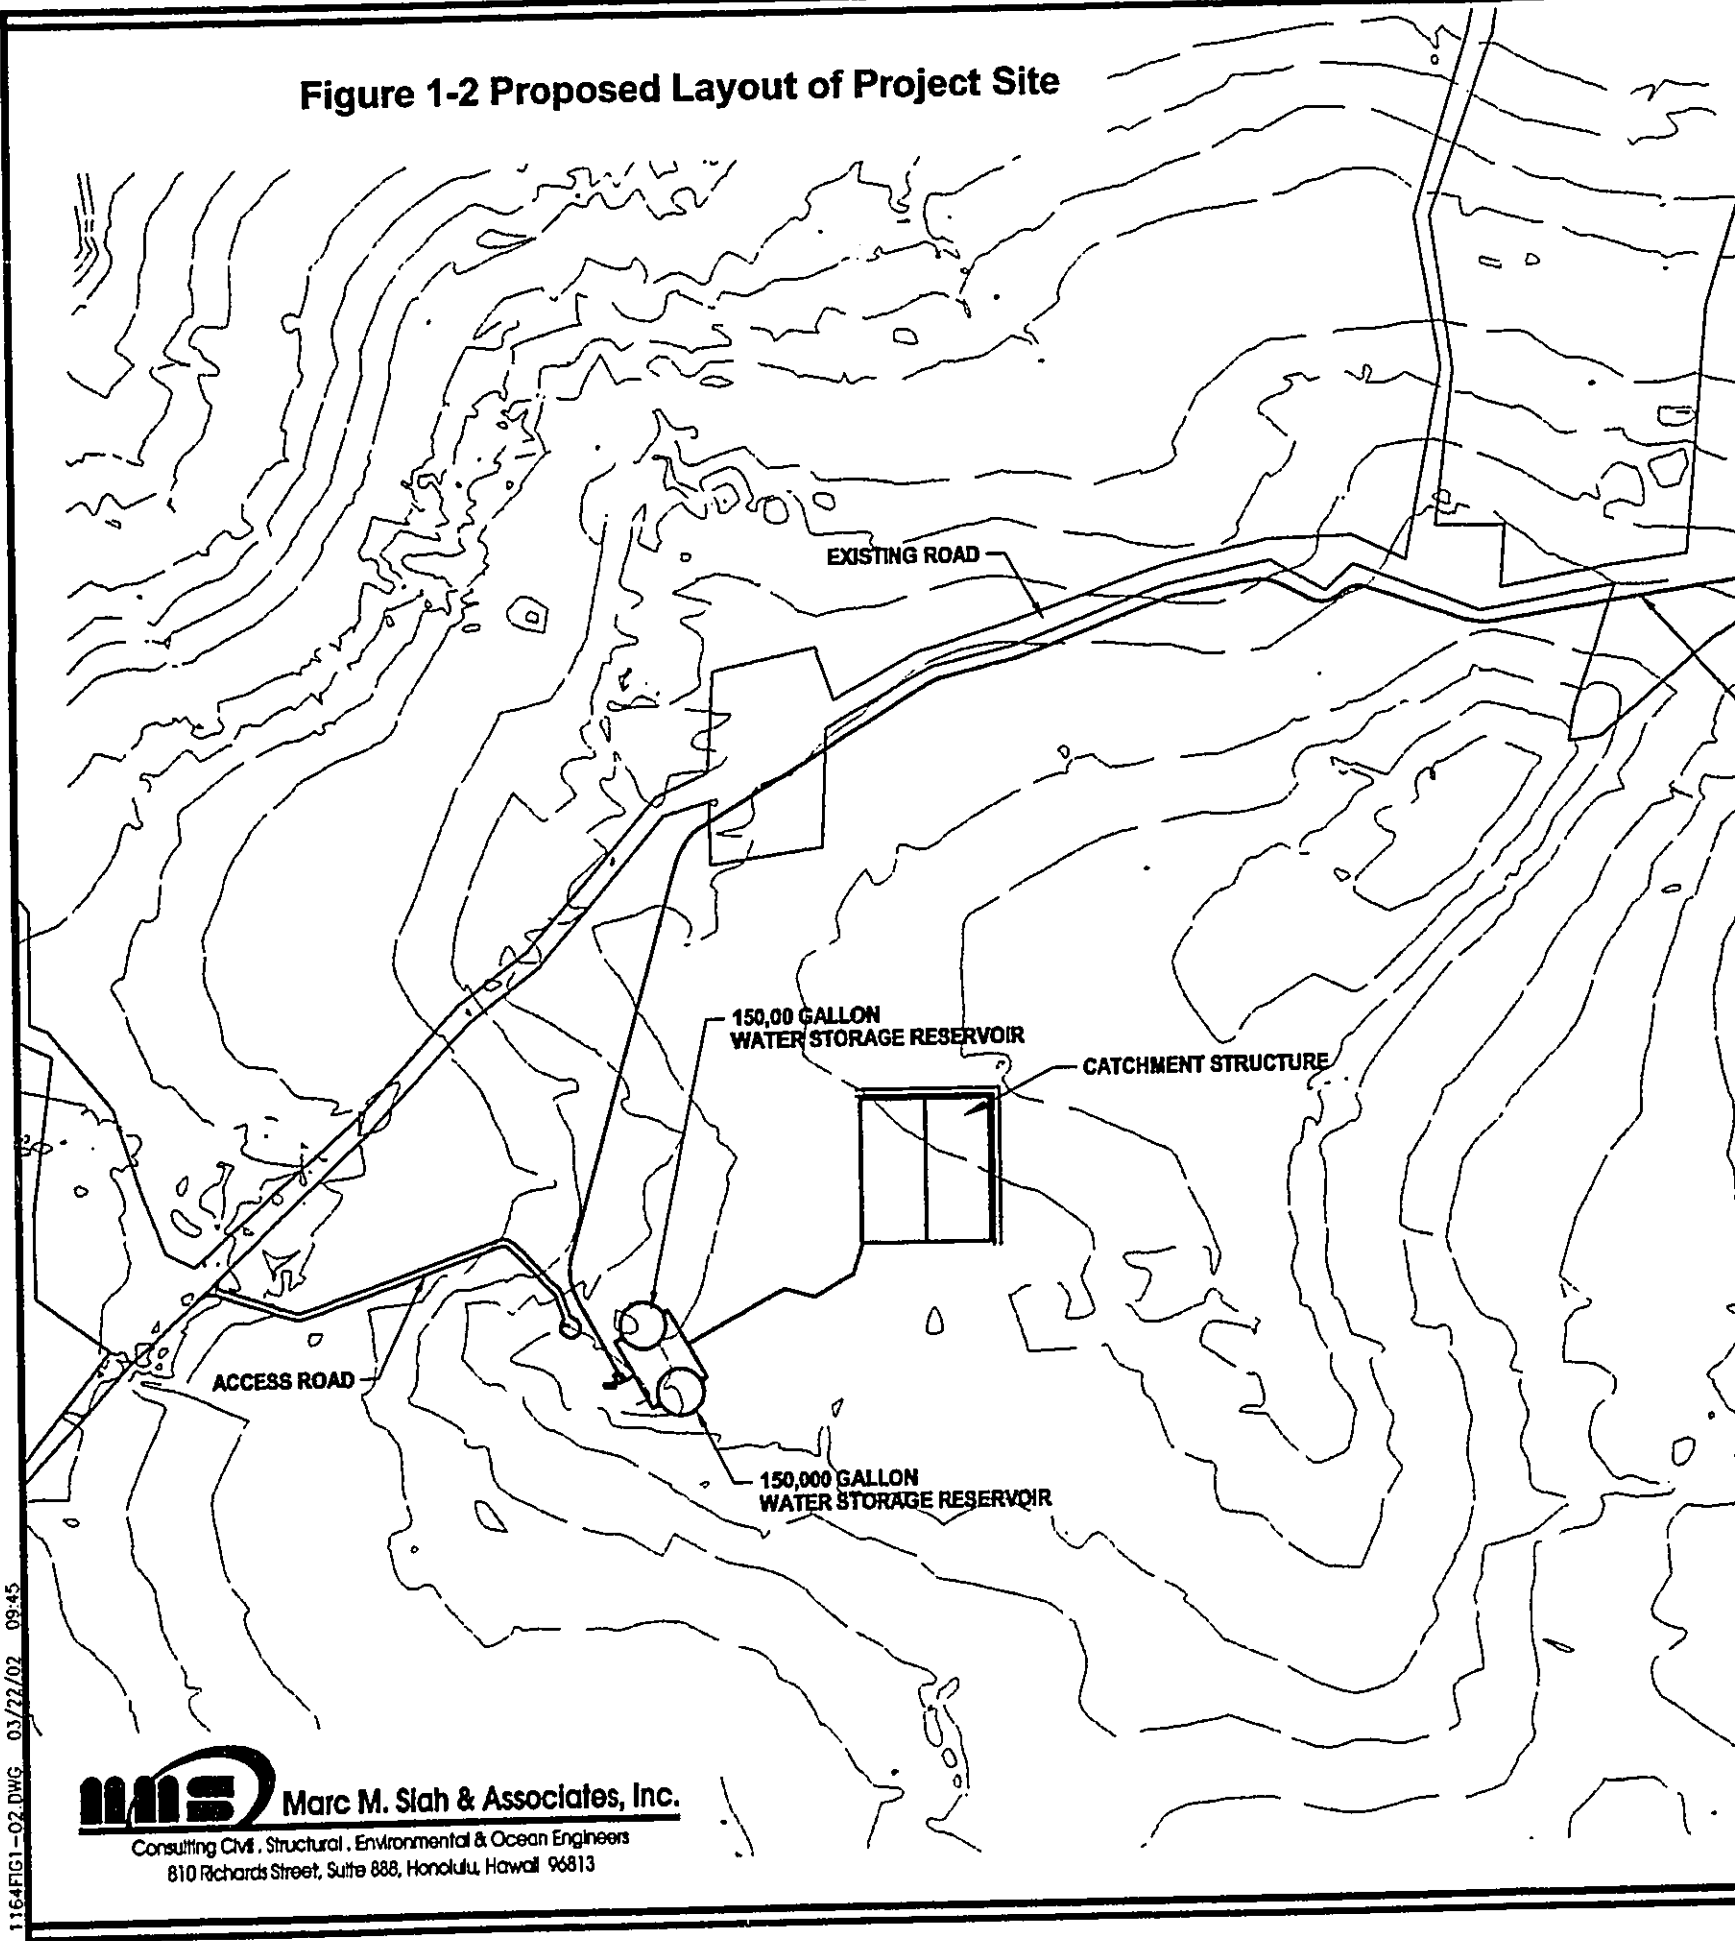 Figure 1-2 Proposed Layout of Project Site
EXISTING ROAD
150,00 GALLON
WATER STORAGE RESERVOIR
CATCHMENT STRUCTURE
ACCESS ROAD
150,000 GALLON
WATER STORAGE RESERVOIR
MMS
Marc M. Siah & Associates, Inc.
Consulting Civil, Structural, Environmental & Ocean Engineers
810 Richards Street, Suite 888, Honolulu, Hawaii 96813
1164FIG1-02.DWG 03/22/02 09:45